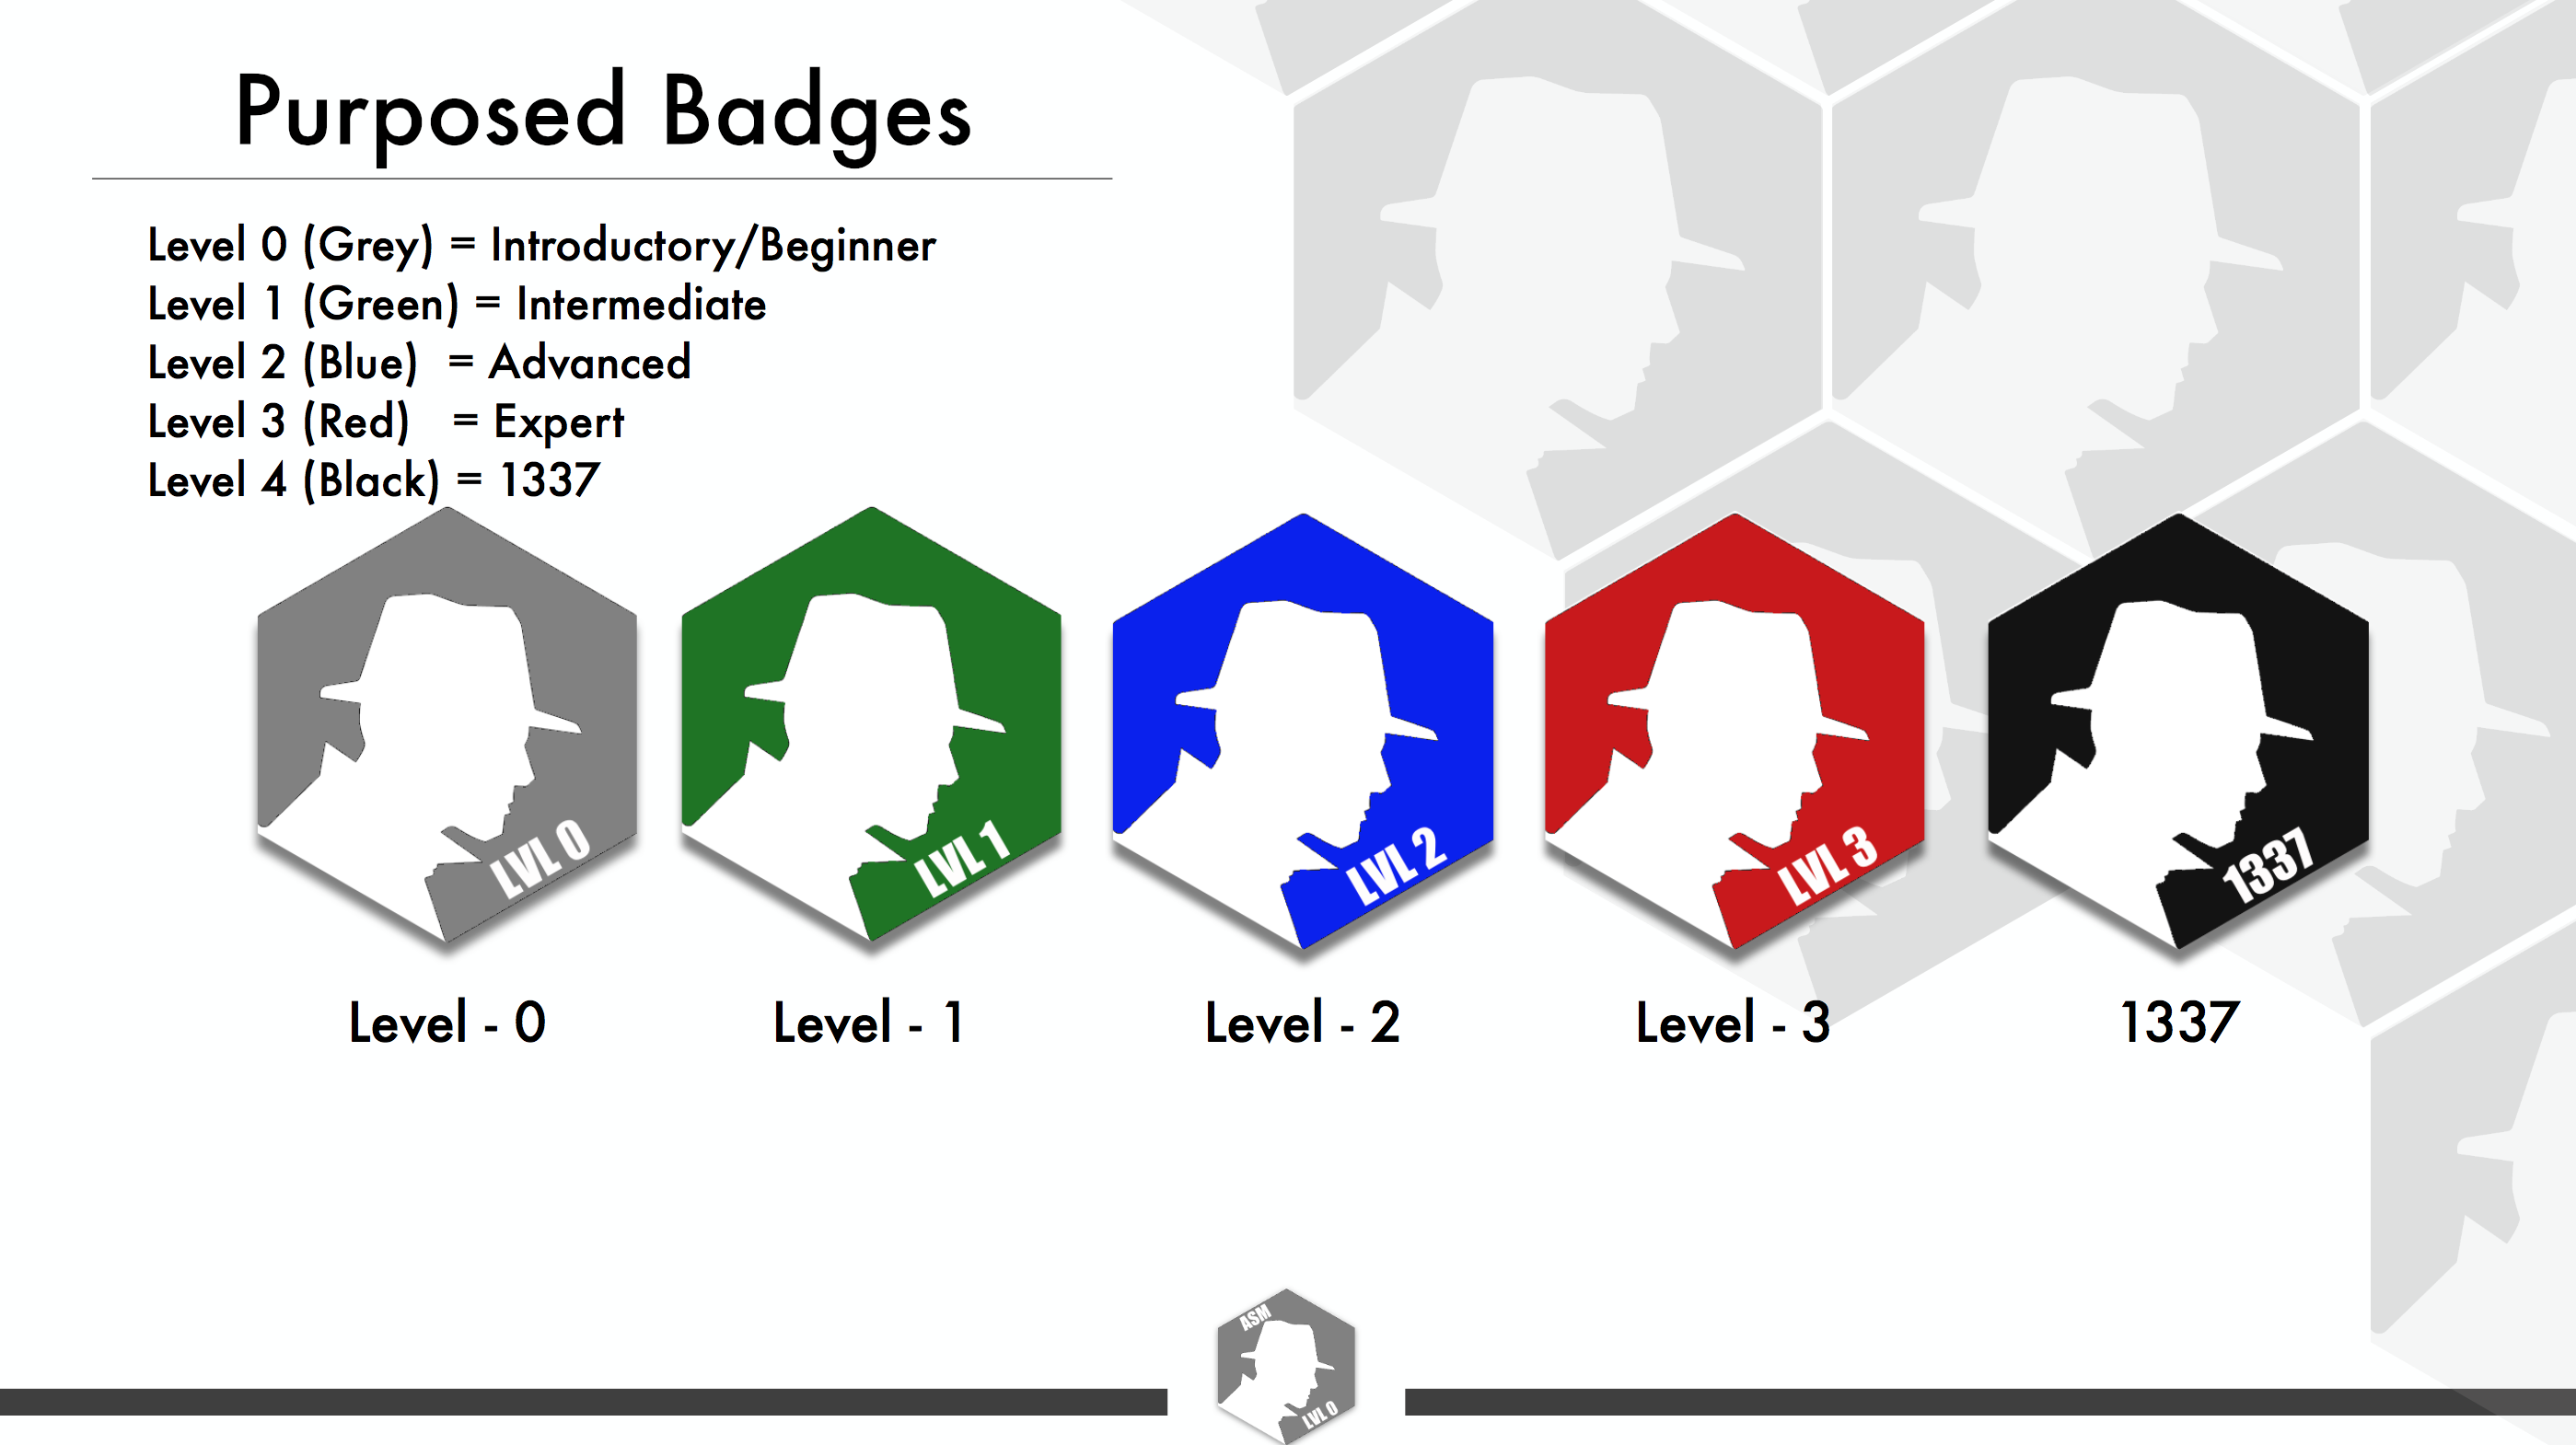 Purposed Badges
Level 0 (Grey) = Introductory/Beginner
Level 1 (Green) = Intermediate
Level 2 (Blue) = Advanced
Level 3 (Red) = Expert
Level 4 (Black) = 1337
LVL 0
LVL 1
LVL 2
LVL 3
1337
Level - 0
Level - 1
Level - 2
Level - 3
1337
ASM
LVL 0